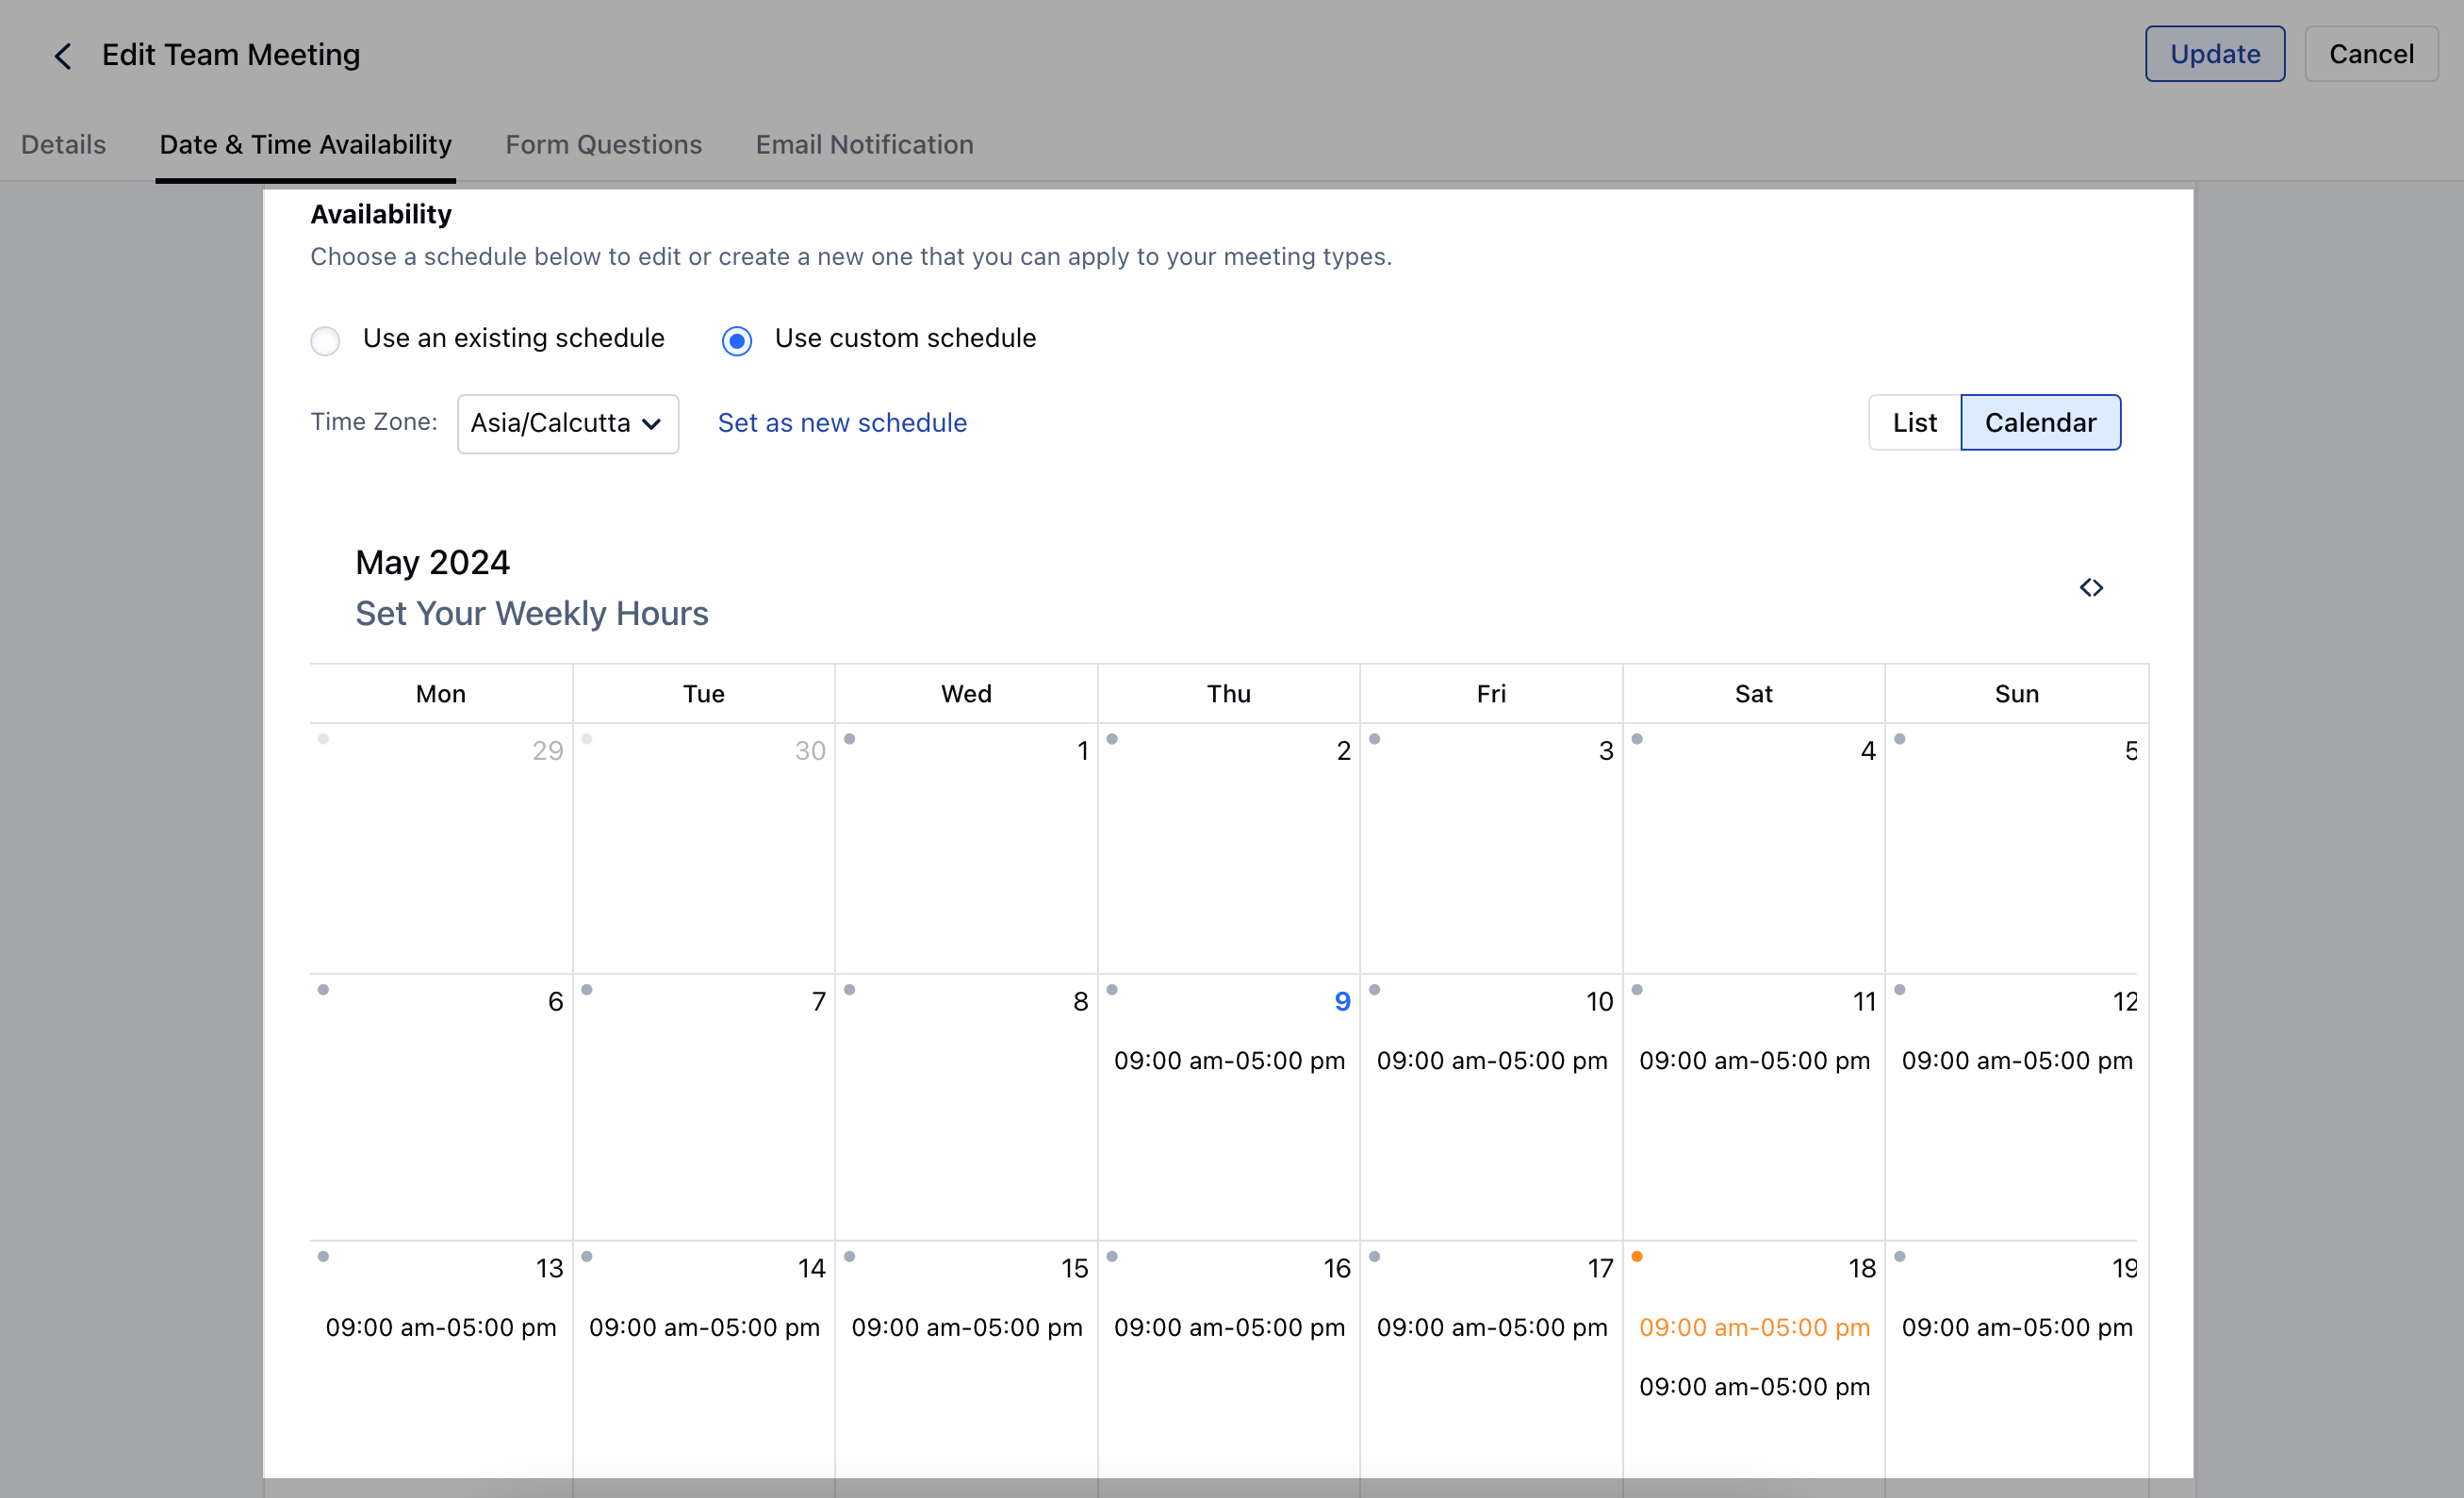 Edit Team Meeting
Update Cancel
Details Date & Time Availability Form Questions Email Notification
Availability
Choose a schedule below to edit or create a new one that you can apply to your meeting types.
Use an existing schedule Use custom schedule
Time Zone: Asia/Calcutta Set as new schedule List Calendar
May 2024
Set Your Weekly Hours
Mon Tue Wed Thu Fri Sat Sun
29 30 1 2 3 4 5
6 7 8 9 10 11 12
09:00 am-05:00 pm 09:00 am-05:00 pm 09:00 am-05:00 pm 09:00 am-05:00 pm
13 14 15 16 17 18 19
09:00 am-05:00 pm 09:00 am-05:00 pm 09:00 am-05:00 pm 09:00 am-05:00 pm 09:00 am-05:00 pm 09:00 am-05:00 pm 09:00 am-05:00 pm
09:00 am-05:00 pm